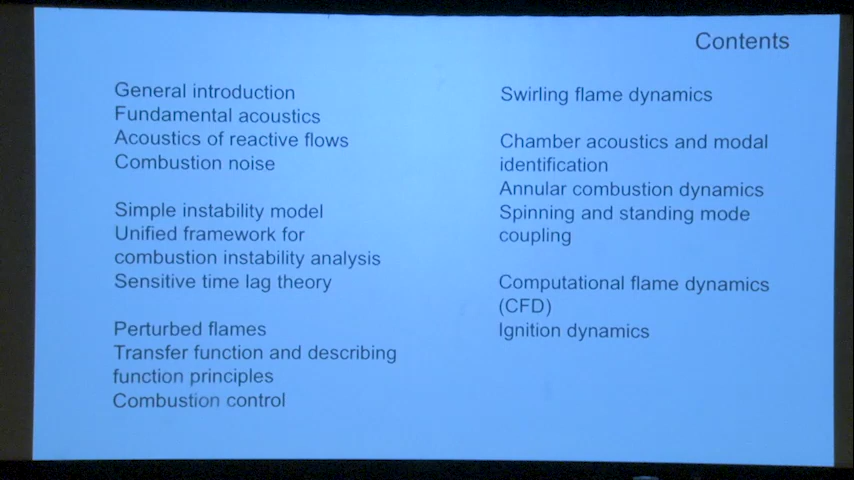 Contents
General introduction
Fundamental acoustics
Acoustics of reactive flows
Combustion noise
Simple instability model
Unified framework for
combustion instability analysis
Sensitive time lag theory
Perturbed flames
Transfer function and describing
function principles
Combustion control
Swirling flame dynamics
Chamber acoustics and modal
identification
Annular combustion dynamics
Spinning and standing mode
coupling
Computational flame dynamics
(CFD)
Ignition dynamics